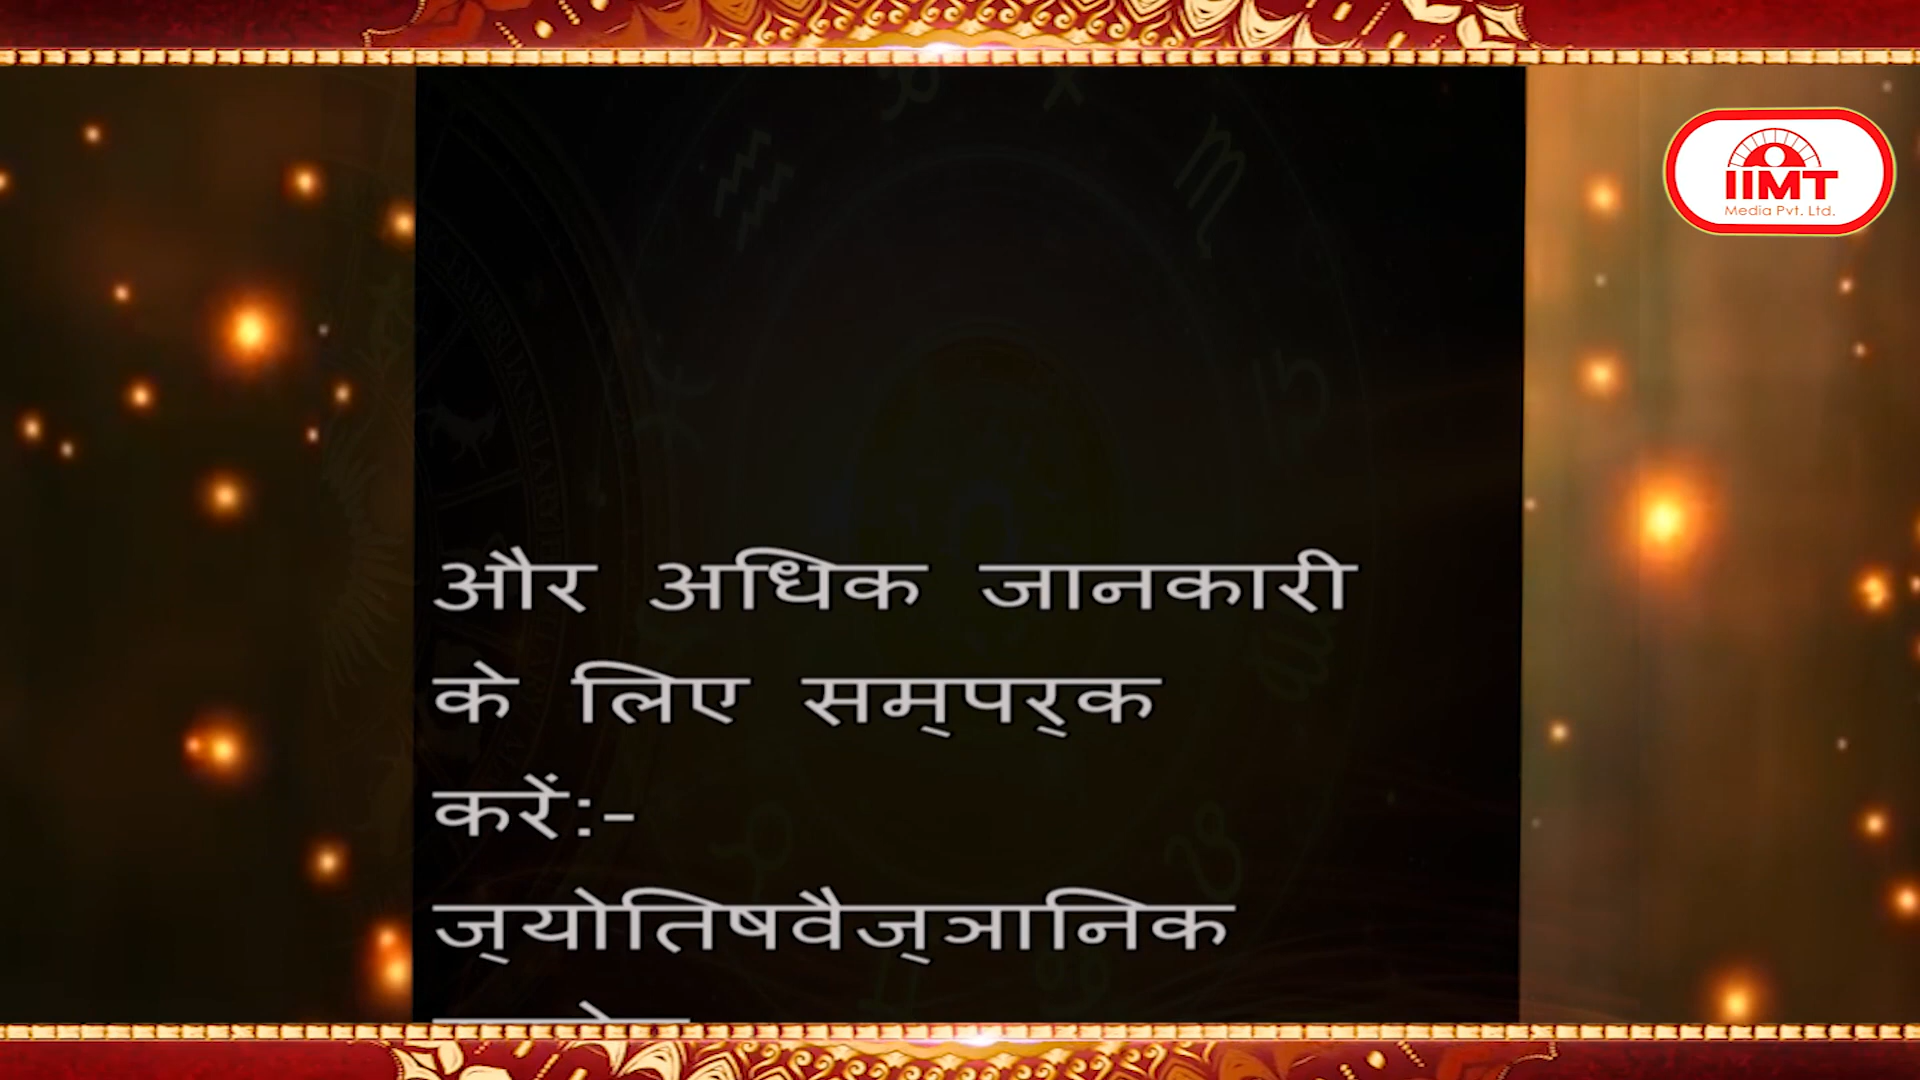 IIMT
Media Pvt. Ltd.
और अधिक जानकारी
के लिए सम्‌पर्‌क
करें:-
ज्‌योतिषवैज्‌ञानिक